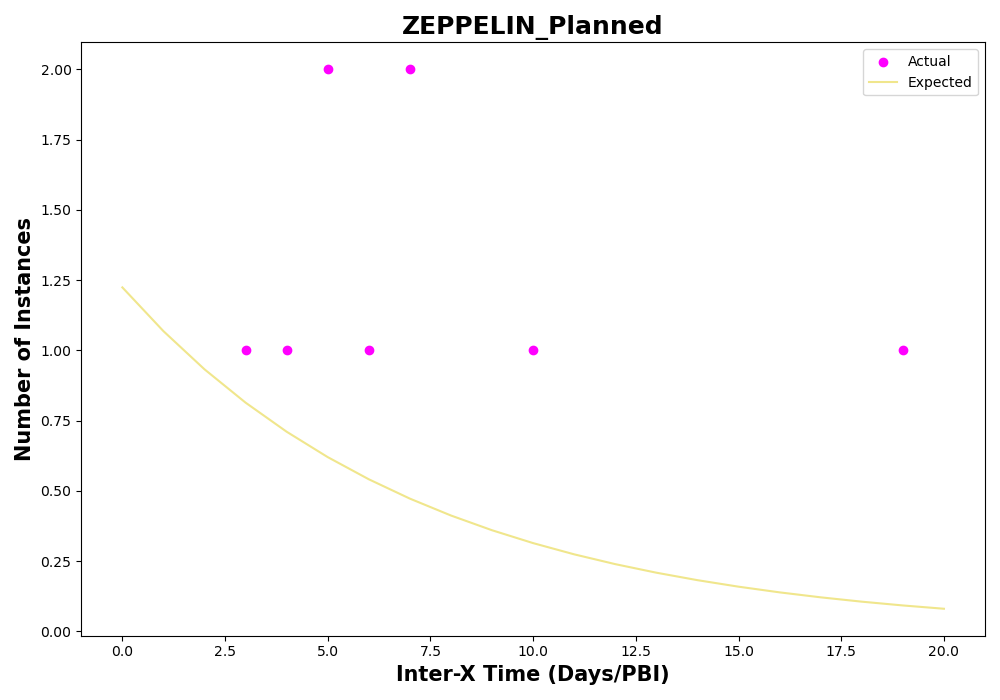 ZEPPELIN_Planned
Actual
Expected
Number of Instances
2.00
1.75
1.50
1.25
1.00
0.75
0.50
0.25
0.00
0.0 2.5 5.0 7.5 10.0 12.5 15.0 17.5 20.0
Inter-X Time (Days/PBI)